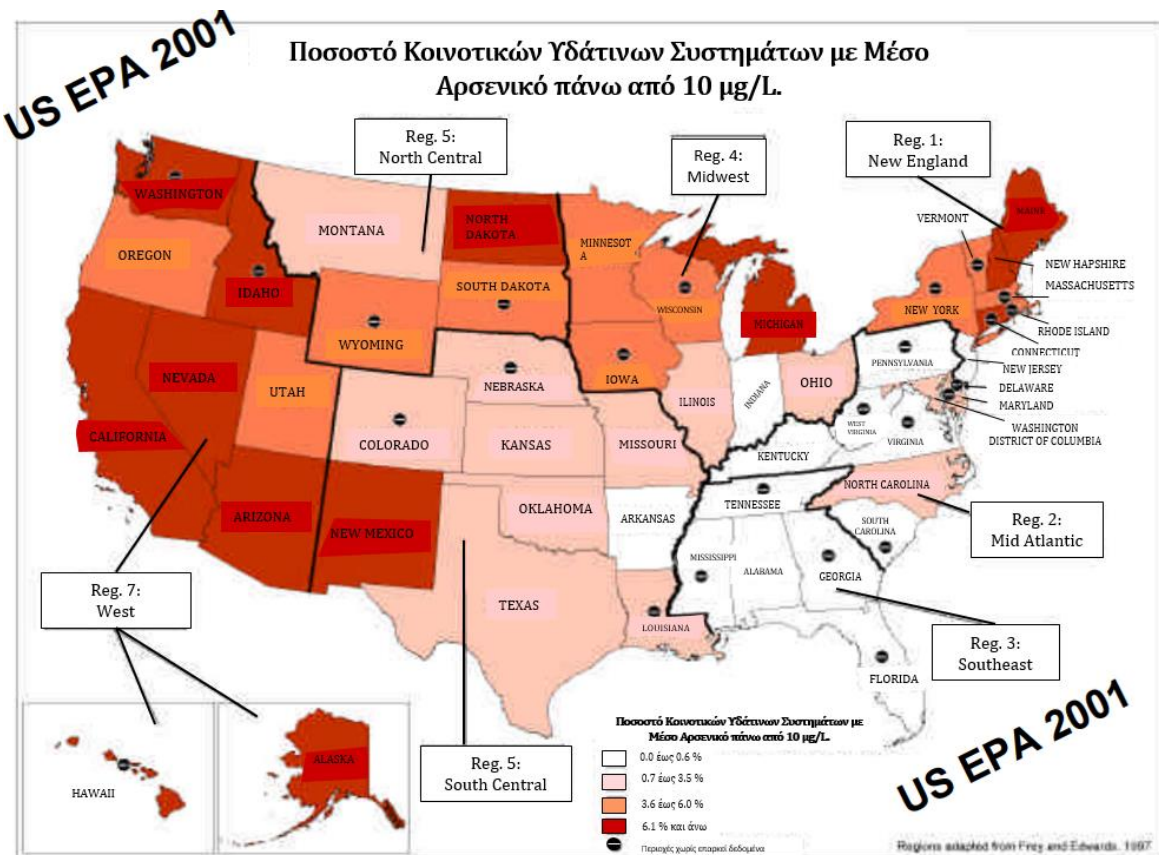 US EPA 2001
Ποσοστό Κοινοτικών Υδάτινων Συστημάτων με Μέσο
Αρσενικό πάνω από 10 μg/L.
Reg. 5:
North Central
Reg. 4:
Midwest
Reg. 1:
New England
WASHINGTON
MONTANA
NORTH
DAKOTA
MINNESOT
A
VERMONT
MAINE
OREGON
IDAHO
SOUTH DAKOTA
WISCONSIN
MICHIGAN
NEW YORK
NEW HAPSHIRE
MASSACHUSETTS
RHODE ISLAND
CONNECTICUT
WYOMING
IOWA
PENNSYLVANIA
NEW JERSEY
NEVADA
UTAH
NEBRASKA
ILINOIS
INDIANA
OHIO
DELAWARE
MARYLAND
WASHINGTON
DISTRICT OF COLUMBIA
CALIFORNIA
COLORADO
KANSAS
MISSOURI
WEST
VIRGINIA
VIRGINIA
KENTUCKY
ARIZONA
NEW MEXICO
OKLAHOMA
ARKANSAS
TENNESSEE
NORTH CAROLINA
SOUTH
CAROLINA
Reg. 2:
Mid Atlantic
MISSISSIPPI
ALABAMA
GEORGIA
Reg. 7:
West
TEXAS
LOUISIANA
FLORIDA
Reg. 3:
Southeast
HAWAII
ALASKA
Reg. 5:
South Central
Ποσοστό Κοινοτικών Υδάτινων Συστημάτων με
Μέσο Αρσενικό πάνω από 10 μg/L.
0.0 έως 0.6 %
0.7 έως 3.5 %
3.6 έως 6.0 %
6.1 % και άνω
Περιοχές χωρίς επαρκεί δεδομένα
US EPA 2001
Regions adapted from Frey and Edwards, 1997